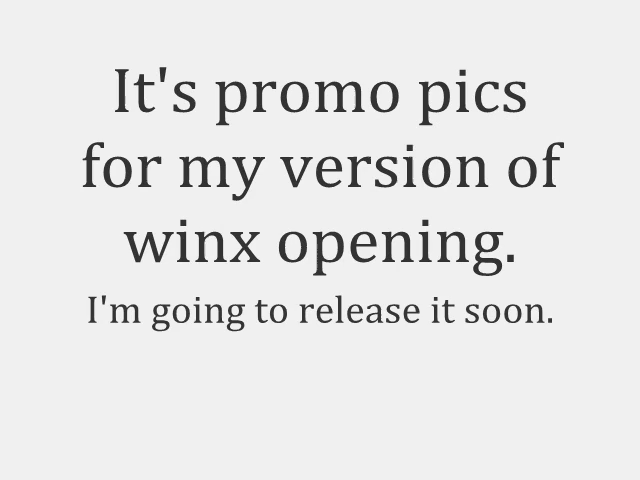 It's promo pics
for my version of
winx opening.
I'm going to release it soon.